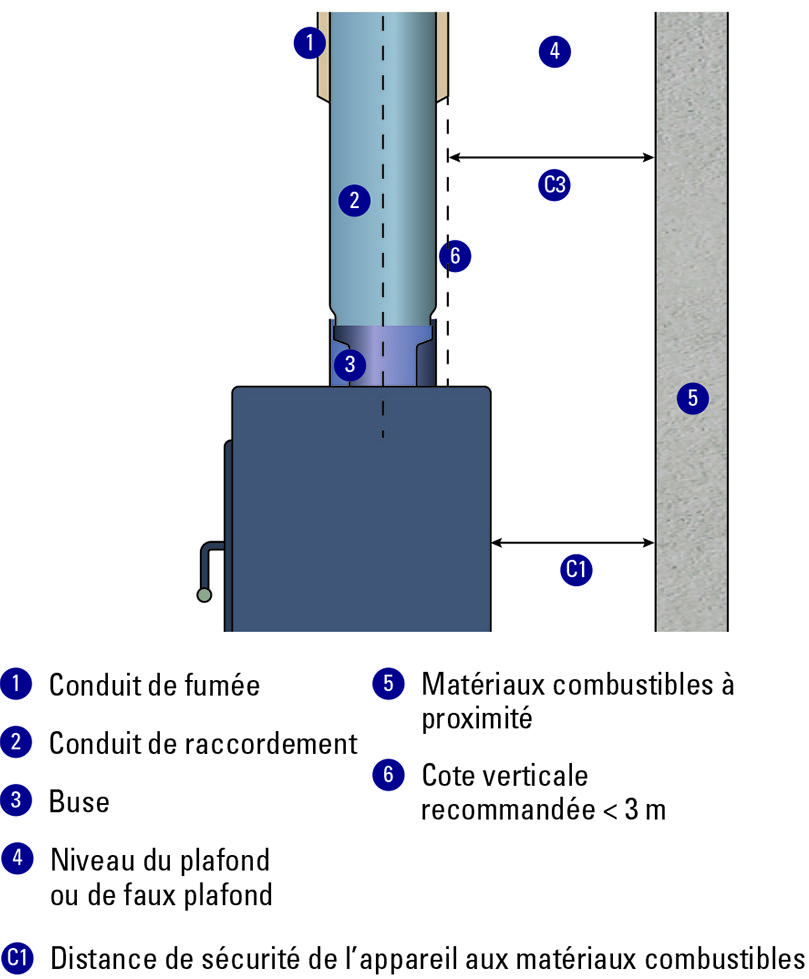 1
4
C3
2
6
3
5
C1
1 Conduit de fumée
2 Conduit de raccordement
3 Buse
4 Niveau du plafond
ou de faux plafond
5 Matériaux combustibles à
proximité
6 Cote verticale
recommandée < 3 m
C1 Distance de sécurité de l’appareil aux matériaux combustibles